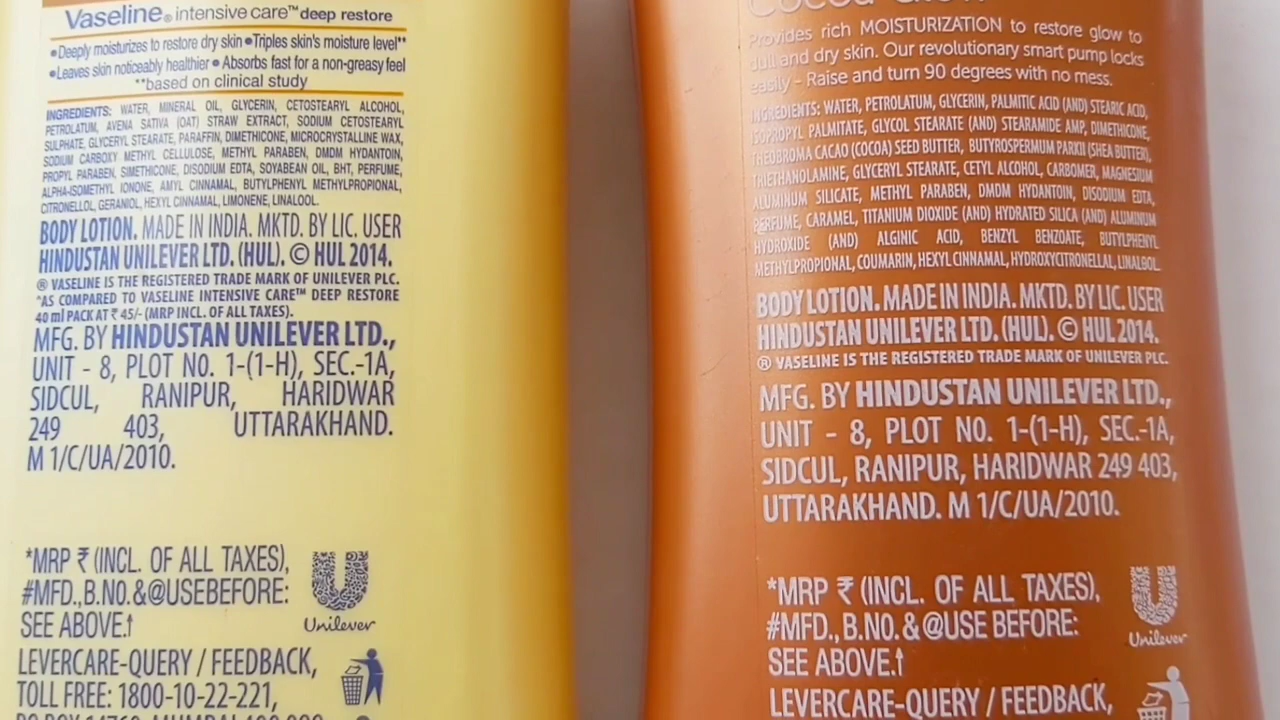 Vaseline® intensive care™ deep restore
•Deeply moisturizes to restore dry skin •Triples skin's moisture level**
•Leaves skin noticeably healthier • Absorbs fast for a non-greasy feel
**based on clinical study
INGREDIENTS: WATER, MINERAL OIL, GLYCERIN, CETOSTEARYL ALCOHOL,
PETROLATUM, AVENA SATIVA (OAT) STRAW EXTRACT, SODIUM CETOSTEARYL
SULPHATE, GLYCERYL STEARATE, PARAFFIN, DIMETHICONE, MICROCRYSTALLINE WAX,
SODIUM CARBOXY METHYL CELLULOSE, METHYL PARABEN, DMDM HYDANTOIN,
PROPYL PARABEN, SIMETHICONE, DISODIUM EDTA, SOYABEAN OIL, BHT, PERFUME,
ALPHA-ISOMETHYL IONONE, AMYL CINNAMAL, BUTYLPHENYL METHYLPROPIONAL,
CITRONELLOL, GERANIOL, HEXYL CINNAMAL, LIMONENE, LINALOOL.
BODY LOTION. MADE IN INDIA. MKTD. BY LIC. USER
HINDUSTAN UNILEVER LTD. (HUL). © HUL 2014.
® VASELINE IS THE REGISTERED TRADE MARK OF UNILEVER PLC.
^AS COMPARED TO VASELINE INTENSIVE CARE™ DEEP RESTORE
40 ml PACK AT ₹ 45/- (MRP INCL. OF ALL TAXES).
MFG. BY HINDUSTAN UNILEVER LTD.,
UNIT - 8, PLOT NO. 1-(1-H), SEC.-1A,
SIDCUL, RANIPUR, HARIDWAR
249 403, UTTARAKHAND.
M 1/C/UA/2010.
*MRP ₹ (INCL. OF ALL TAXES),
#MFD.,B.NO.&@USEBEFORE:
SEE ABOVE.↑
Unilever
LEVERCARE-QUERY / FEEDBACK,
TOLL FREE: 1800-10-22-221,
Cocoa Glow
Provides rich MOISTURIZATION to restore glow to
dull and dry skin. Our revolutionary smart pump locks
easily - Raise and turn 90 degrees with no mess.
INGREDIENTS: WATER, PETROLATUM, GLYCERIN, PALMITIC ACID (AND) STEARIC ACID,
ISOPROPYL PALMITATE, GLYCOL STEARATE (AND) STEARAMIDE AMP, DIMETHICONE,
THEOBROMA CACAO (COCOA) SEED BUTTER, BUTYROSPERMUM PARKII (SHEA BUTTER),
TRIETHANOLAMINE, GLYCERYL STEARATE, CETYL ALCOHOL, CARBOMER, MAGNESIUM
ALUMINUM SILICATE, METHYL PARABEN, DMDM HYDANTOIN, DISODIUM EDTA,
PERFUME, CARAMEL, TITANIUM DIOXIDE (AND) HYDRATED SILICA (AND) ALUMINUM
HYDROXIDE (AND) ALGINIC ACID, BENZYL BENZOATE, BUTYLPHENYL
METHYLPROPIONAL, COUMARIN, HEXYL CINNAMAL, HYDROXYCITRONELLAL, LINALOOL.
BODY LOTION. MADE IN INDIA. MKTD. BY LIC. USER
HINDUSTAN UNILEVER LTD. (HUL). © HUL 2014.
® VASELINE IS THE REGISTERED TRADE MARK OF UNILEVER PLC.
MFG. BY HINDUSTAN UNILEVER LTD.,
UNIT - 8, PLOT NO. 1-(1-H), SEC.-1A,
SIDCUL, RANIPUR, HARIDWAR 249 403,
UTTARAKHAND. M 1/C/UA/2010.
*MRP ₹ (INCL. OF ALL TAXES),
#MFD., B.NO. & @USE BEFORE:
SEE ABOVE.↑
Unilever
LEVERCARE-QUERY / FEEDBACK,